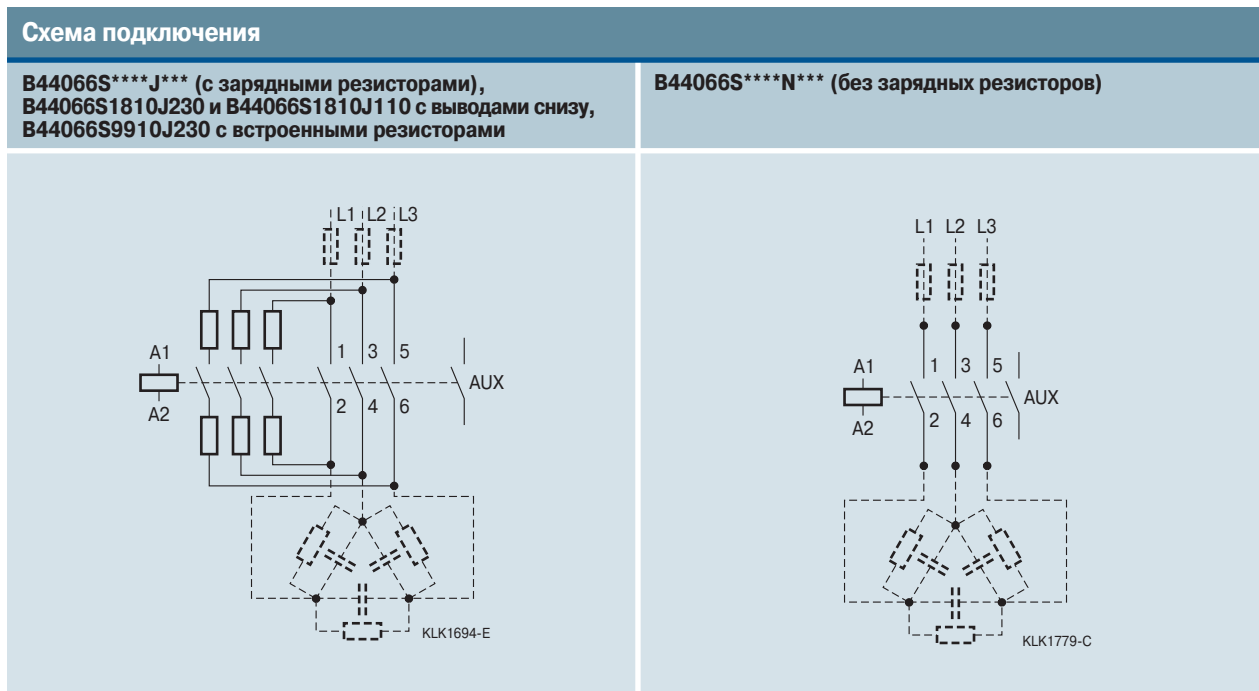 Схема подключения
B44066S****J*** (с зарядными резисторами),
B44066S1810J230 и B44066S1810J110 с выводами снизу,
B44066S9910J230 с встроенными резисторами
B44066S****N*** (без зарядных резисторов)
L1 L2 L3
A1 1 3 5
AUX
A2 2 4 6
KLK1694-E
L1 L2 L3
A1 1 3 5
AUX
A2 2 4 6
KLK1779-C